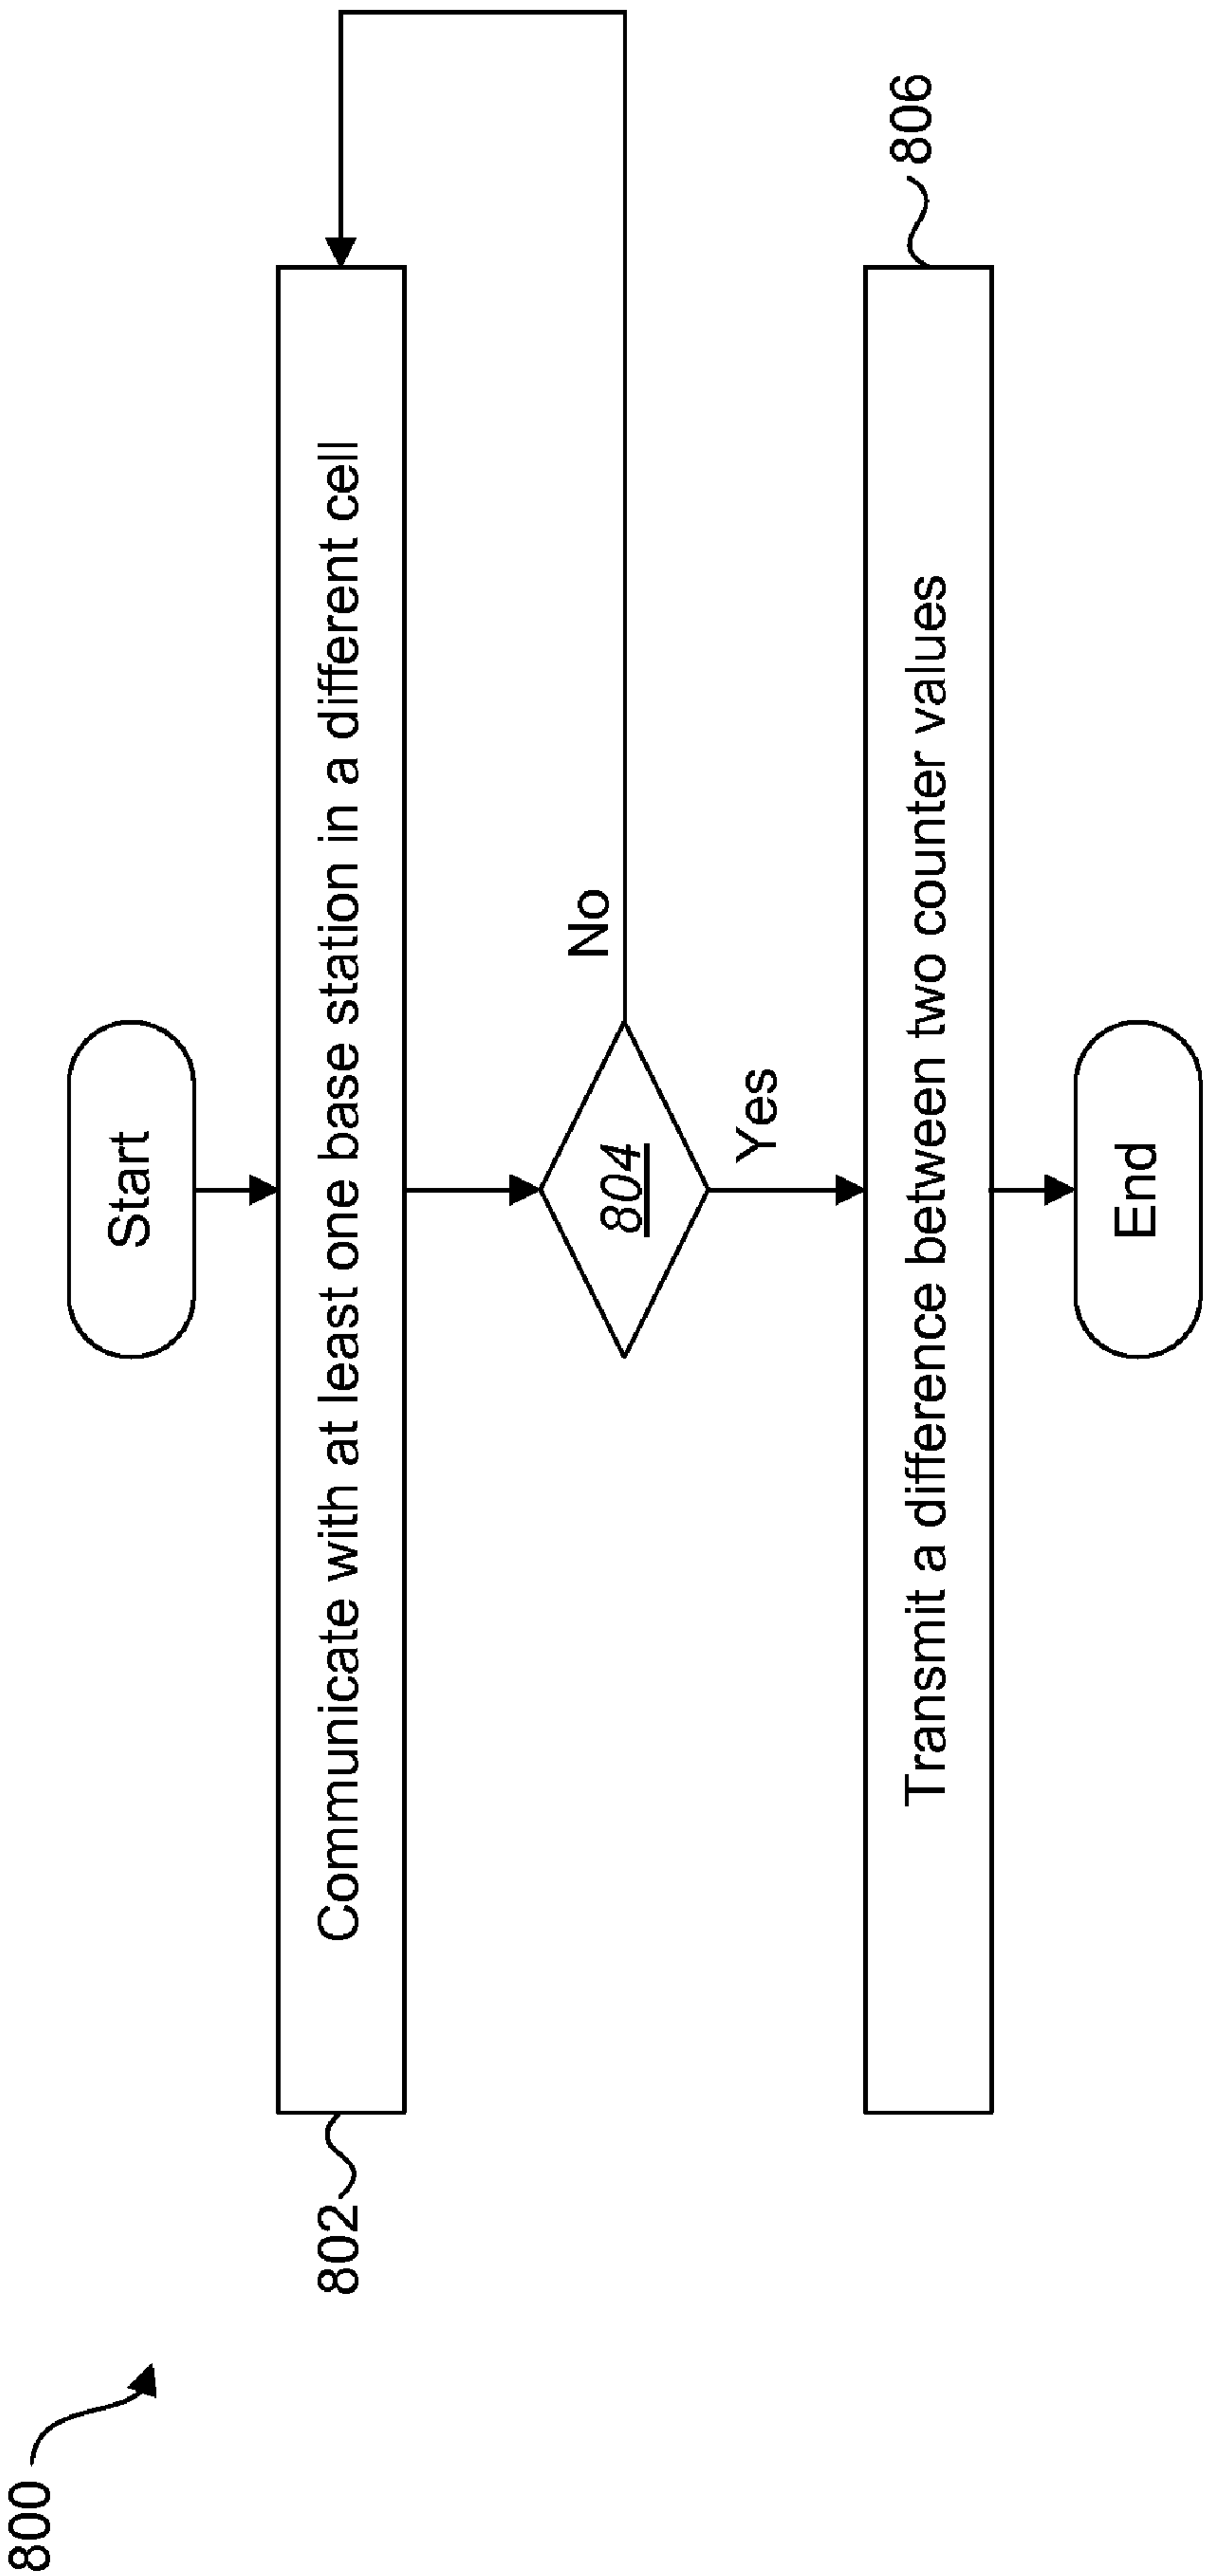 800
Start
802
Communicate with at least one base station in a different cell
804
No
Yes
Transmit a difference between two counter values
806
End